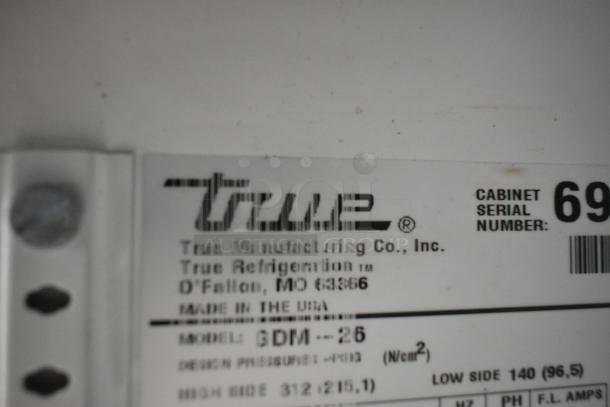 True®
CABINET
SERIAL
NUMBER: 69
True Manufacturing Co., Inc.
True Refrigeration TM
O'Fallon, MO 63366
MADE IN THE USA
MODEL: GDM--26
DESIGN PRESSURES -PSIG (N/cm²)
HIGH SIDE 312 (215,1) LOW SIDE 140 (96,5)
HZ PH F.L. AMPS